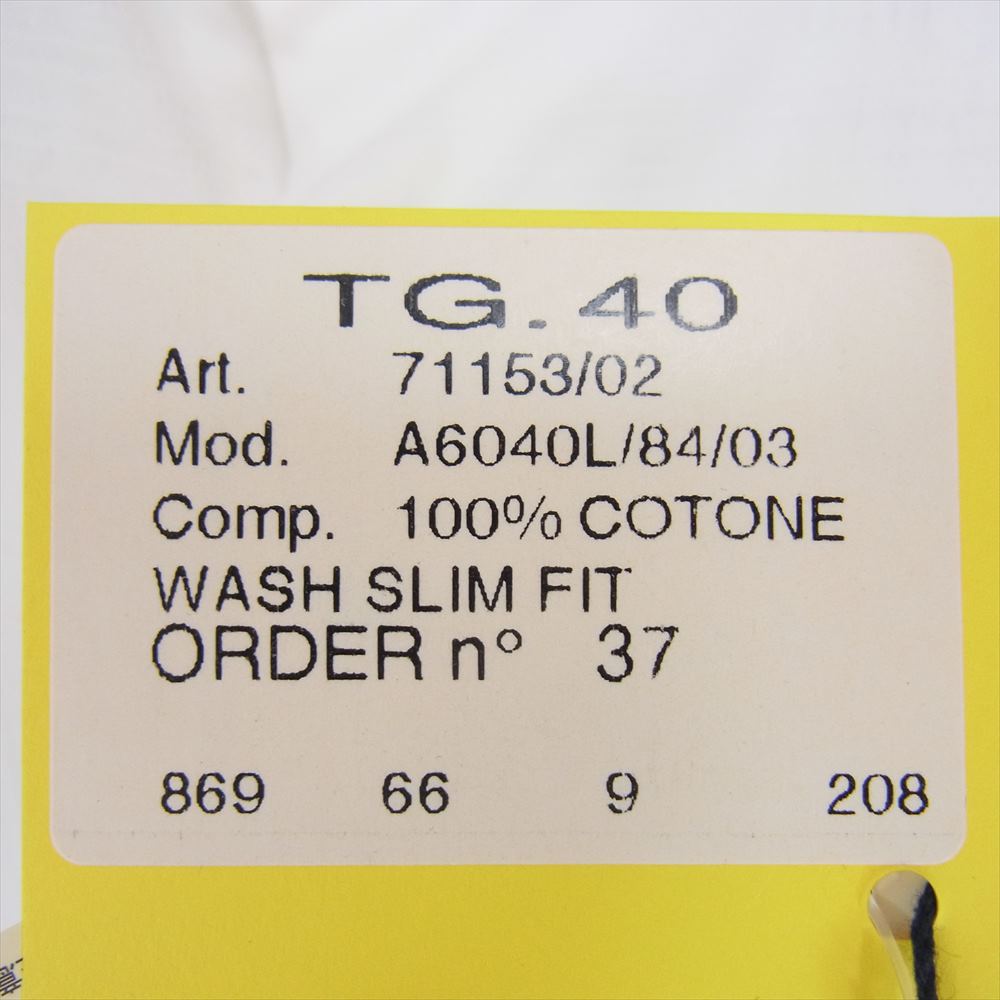 TG. 40
Art. 71153/02
Mod. A6040L/84/03
Comp. 100% COTONE
WASH SLIM FIT
ORDER n° 37
869 66 9 208